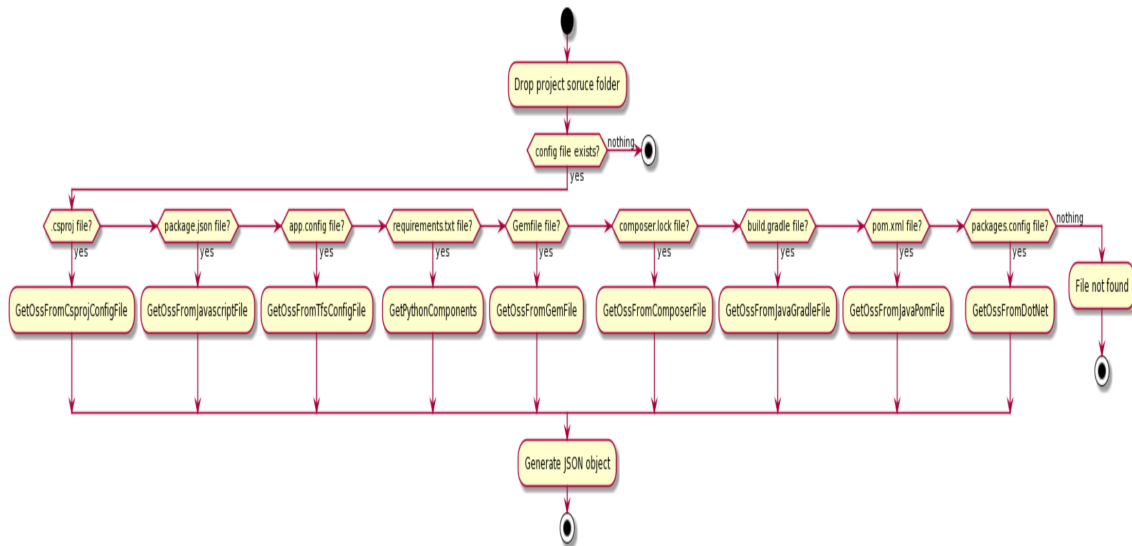 Drop project soruce folder
config file exists?
nothing
yes
.csproj file?
package.json file?
app.config file?
requirements.txt file?
Gemfile file?
composer.lock file?
build.gradle file?
pom.xml file?
packages.config file?
nothing
yes
yes
yes
yes
yes
yes
yes
yes
yes
GetOssFromCsprojConfigFile
GetOssFromJavascriptFile
GetOssFromTfsConfigFile
GetPythonComponents
GetOssFromGemFile
GetOssFromComposerFile
GetOssFromJavaGradleFile
GetOssFromJavaPomFile
GetOssFromDotNet
File not found
Generate JSON object